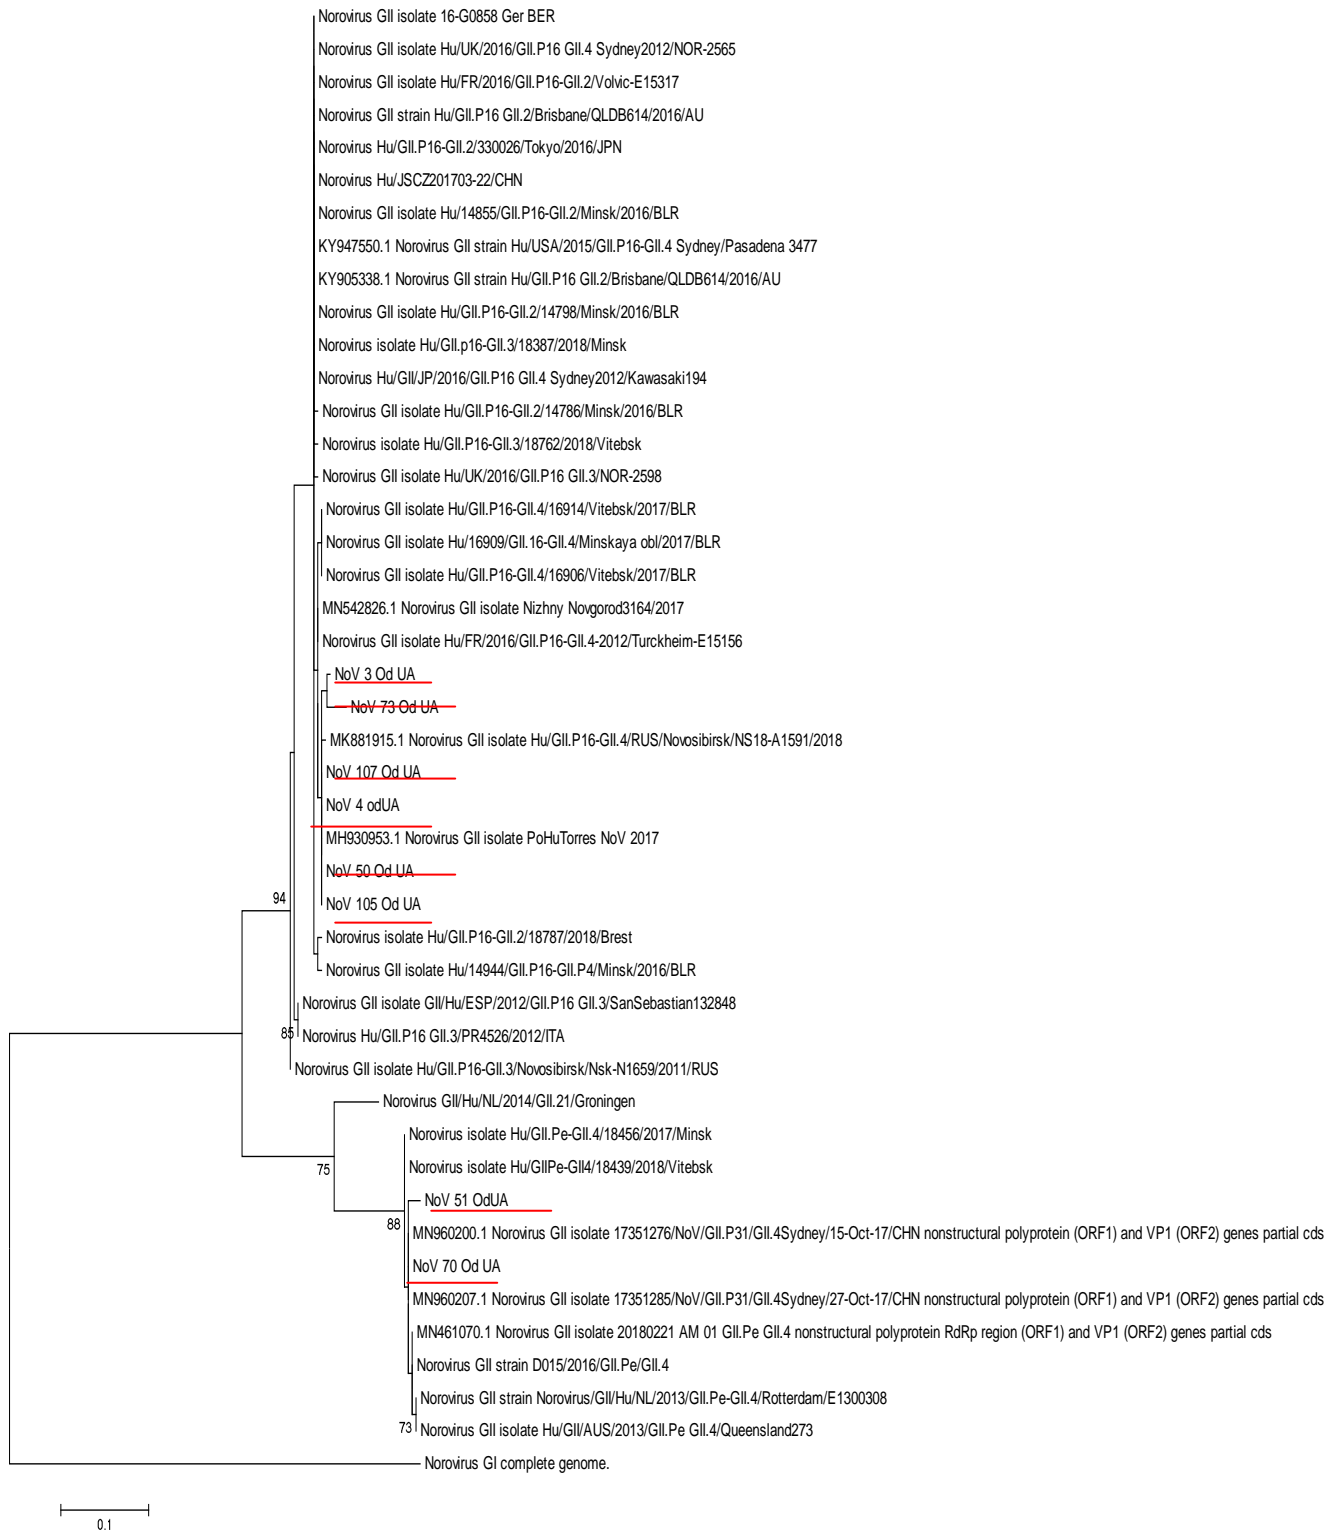 Norovirus GII isolate 16-G0858 Ger BER
Norovirus GII isolate Hu/UK/2016/GII.P16 GII.4 Sydney2012/NOR-2565
Norovirus GII isolate Hu/FR/2016/GII.P16-GII.2/Volvic-E15317
Norovirus GII strain Hu/GII.P16 GII.2/Brisbane/QLDB614/2016/AU
Norovirus Hu/GII.P16-GII.2/330026/Tokyo/2016/JPN
Norovirus Hu/JSCZ201703-22/CHN
Norovirus GII isolate Hu/14855/GII.P16-GII.2/Minsk/2016/BLR
KY947550.1 Norovirus GII strain Hu/USA/2015/GII.P16-GII.4 Sydney/Pasadena 3477
KY905338.1 Norovirus GII strain Hu/GII.P16 GII.2/Brisbane/QLDB614/2016/AU
Norovirus GII isolate Hu/GII.P16-GII.2/14798/Minsk/2016/BLR
Norovirus isolate Hu/GII.p16-GII.3/18387/2018/Minsk
Norovirus Hu/GII/JP/2016/GII.P16 GII.4 Sydney2012/Kawasaki194
Norovirus GII isolate Hu/GII.P16-GII.2/14786/Minsk/2016/BLR
Norovirus isolate Hu/GII.P16-GII.3/18762/2018/Vitebsk
Norovirus GII isolate Hu/UK/2016/GII.P16 GII.3/NOR-2598
Norovirus GII isolate Hu/GII.P16-GII.4/16914/Vitebsk/2017/BLR
Norovirus GII isolate Hu/16909/GII.16-GII.4/Minskaya obl/2017/BLR
Norovirus GII isolate Hu/GII.P16-GII.4/16906/Vitebsk/2017/BLR
MN542826.1 Norovirus GII isolate Nizhny Novgorod3164/2017
Norovirus GII isolate Hu/FR/2016/GII.P16-GII.4-2012/Turckheim-E15156
NoV 3 Od UA
NoV 73 Od UA
MK881915.1 Norovirus GII isolate Hu/GII.P16-GII.4/RUS/Novosibirsk/NS18-A1591/2018
NoV 107 Od UA
NoV 4 odUA
MH930953.1 Norovirus GII isolate PoHuTorres NoV 2017
NoV 50 Od UA
94
NoV 105 Od UA
Norovirus isolate Hu/GII.P16-GII.2/18787/2018/Brest
Norovirus GII isolate Hu/14944/GII.P16-GII.P4/Minsk/2016/BLR
Norovirus GII isolate GII/Hu/ESP/2012/GII.P16 GII.3/SanSebastian132848
85 Norovirus Hu/GII.P16 GII.3/PR4526/2012/ITA
Norovirus GII isolate Hu/GII.P16-GII.3/Novosibirsk/Nsk-N1659/2011/RUS
Norovirus GII/Hu/NL/2014/GII.21/Groningen
Norovirus isolate Hu/GII.Pe-GII.4/18456/2017/Minsk
75 Norovirus isolate Hu/GIIPe-GII4/18439/2018/Vitebsk
NoV 51 OdUA
88
MN960200.1 Norovirus GII isolate 17351276/NoV/GII.P31/GII.4Sydney/15-Oct-17/CHN nonstructural polyprotein (ORF1) and VP1 (ORF2) genes partial cds
NoV 70 Od UA
MN960207.1 Norovirus GII isolate 17351285/NoV/GII.P31/GII.4Sydney/27-Oct-17/CHN nonstructural polyprotein (ORF1) and VP1 (ORF2) genes partial cds
MN461070.1 Norovirus GII isolate 20180221 AM 01 GII.Pe GII.4 nonstructural polyprotein RdRp region (ORF1) and VP1 (ORF2) genes partial cds
Norovirus GII strain D015/2016/GII.Pe/GII.4
Norovirus GII strain Norovirus/GII/Hu/NL/2013/GII.Pe-GII.4/Rotterdam/E1300308
73 Norovirus GII isolate Hu/GII/AUS/2013/GII.Pe GII.4/Queensland273
Norovirus GI complete genome.
0.1